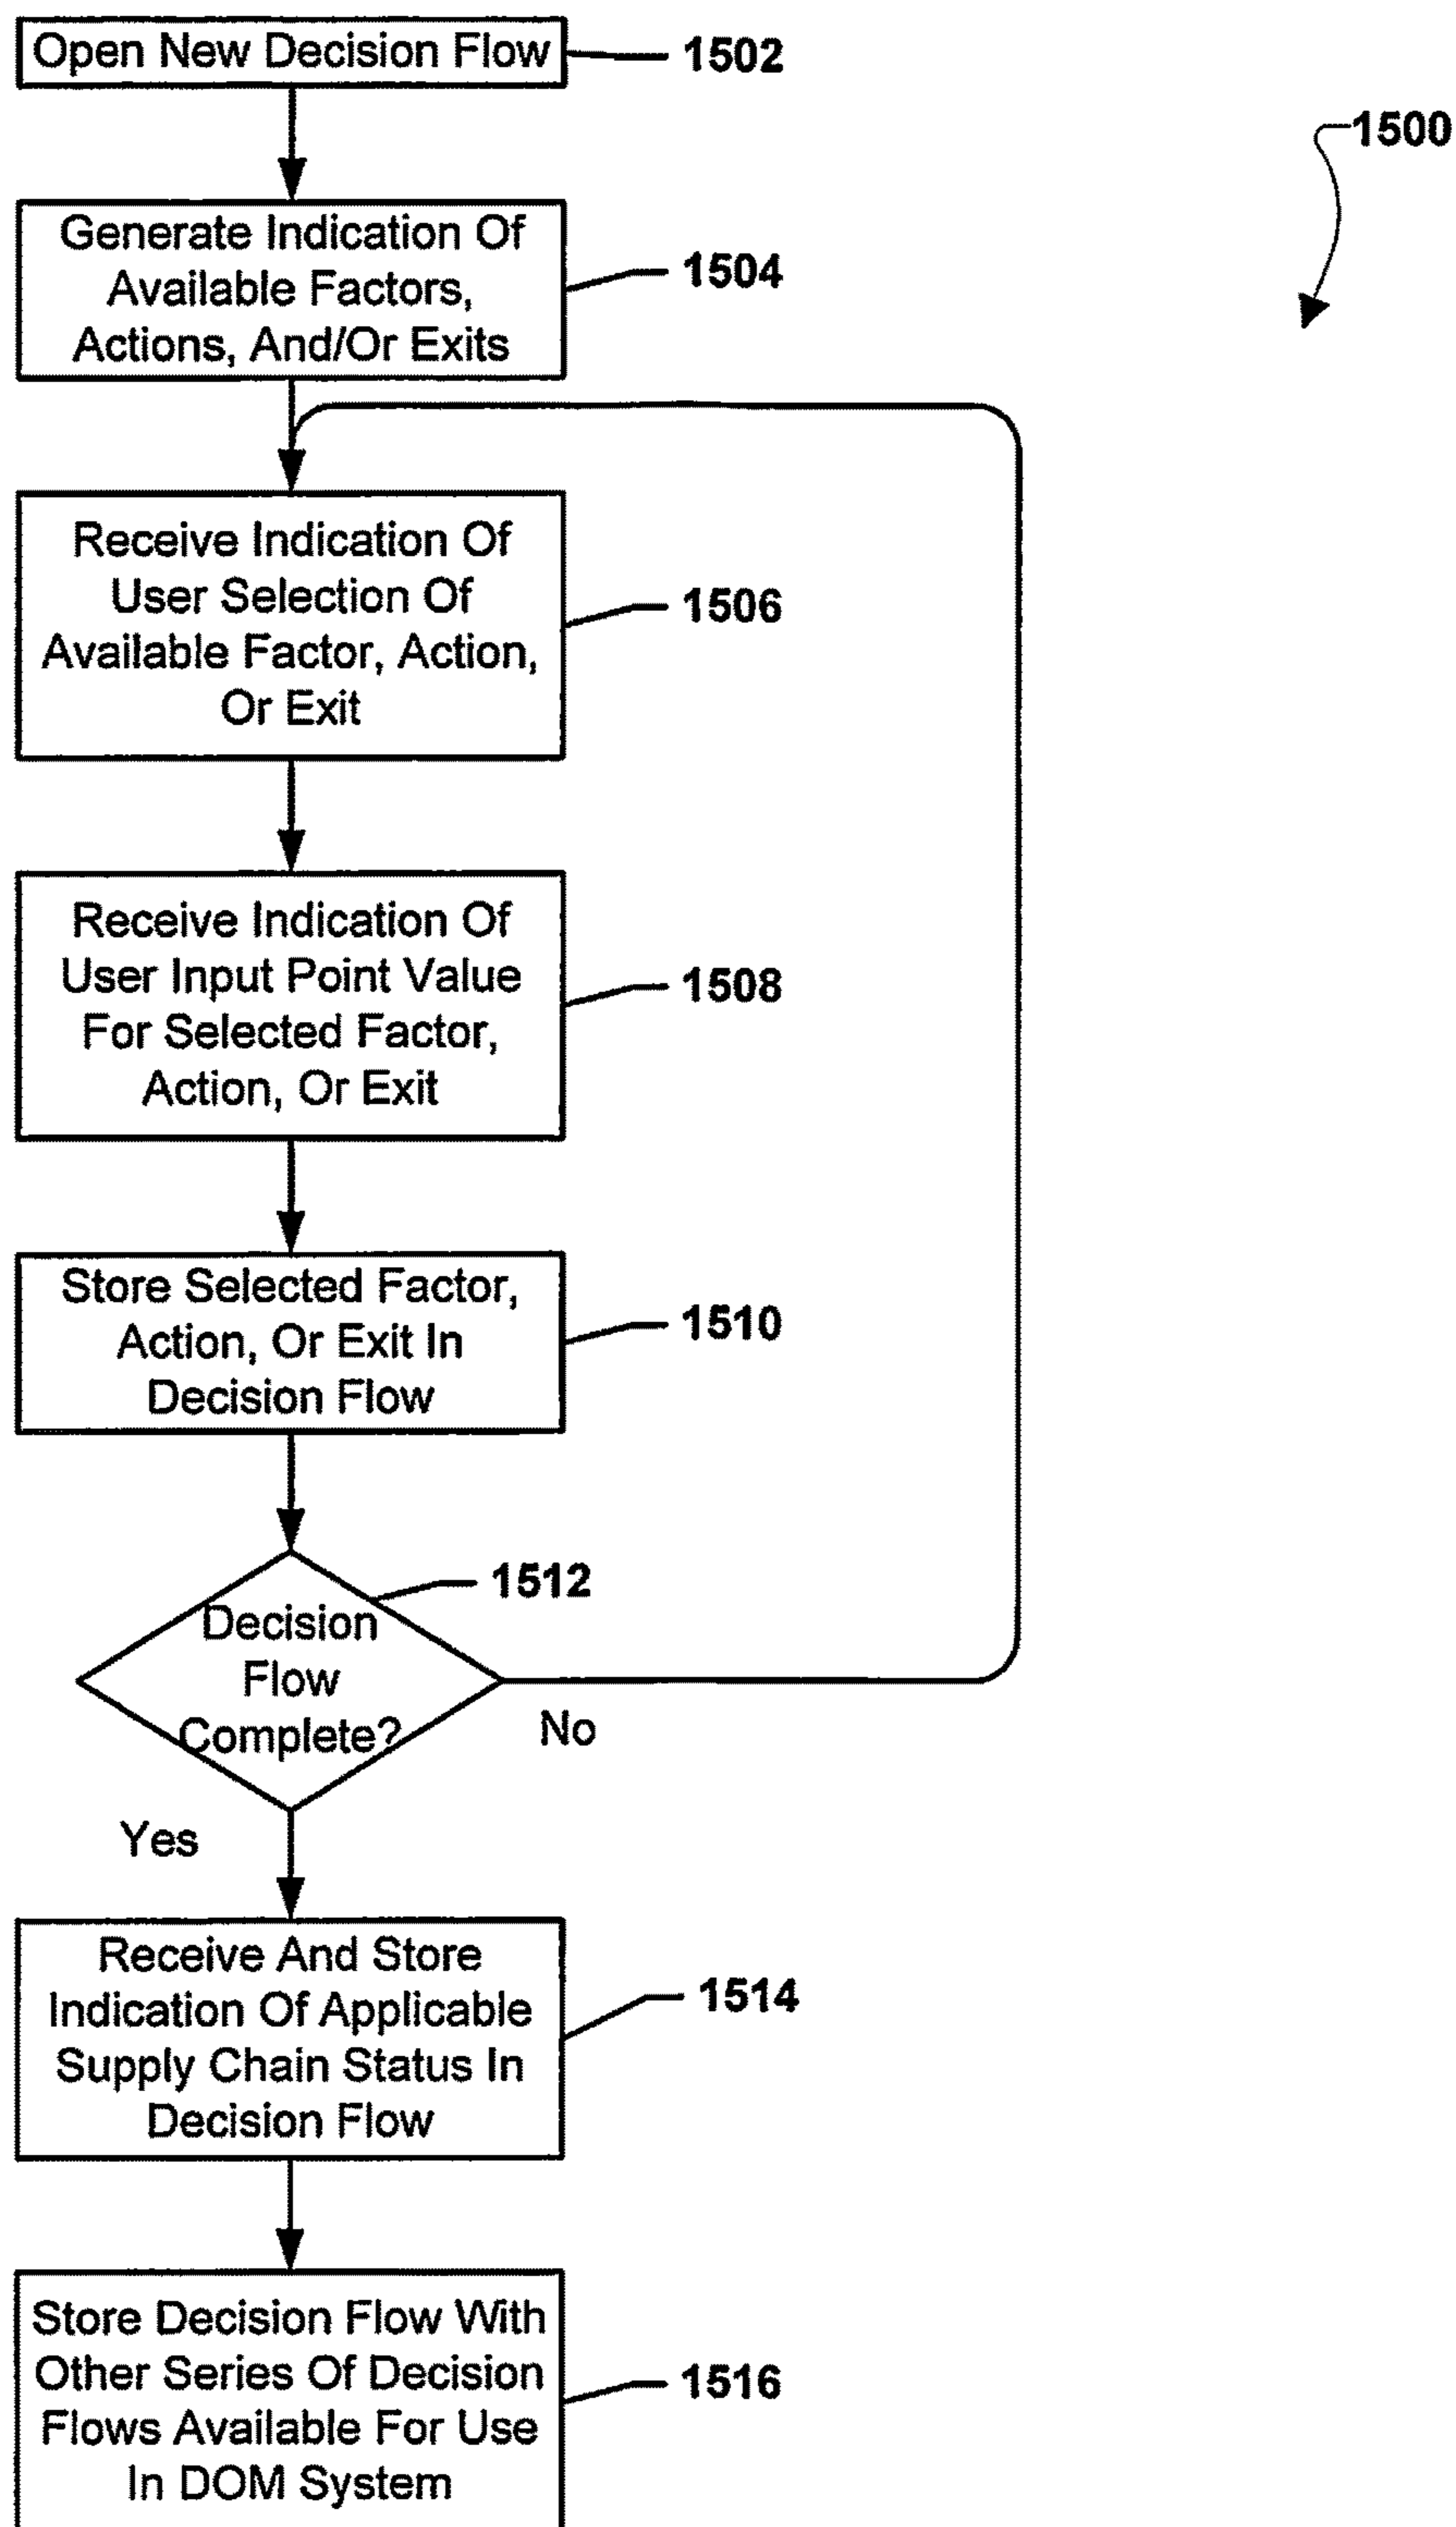 Open New Decision Flow
1502
1500
Generate Indication Of
Available Factors,
Actions, And/Or Exits
1504
Receive Indication Of
User Selection Of
Available Factor, Action,
Or Exit
1506
Receive Indication Of
User Input Point Value
For Selected Factor,
Action, Or Exit
1508
Store Selected Factor,
Action, Or Exit In
Decision Flow
1510
1512
Decision
Flow
Complete?
No
Yes
Receive And Store
Indication Of Applicable
Supply Chain Status In
Decision Flow
1514
Store Decision Flow With
Other Series Of Decision
Flows Available For Use
In DOM System
1516